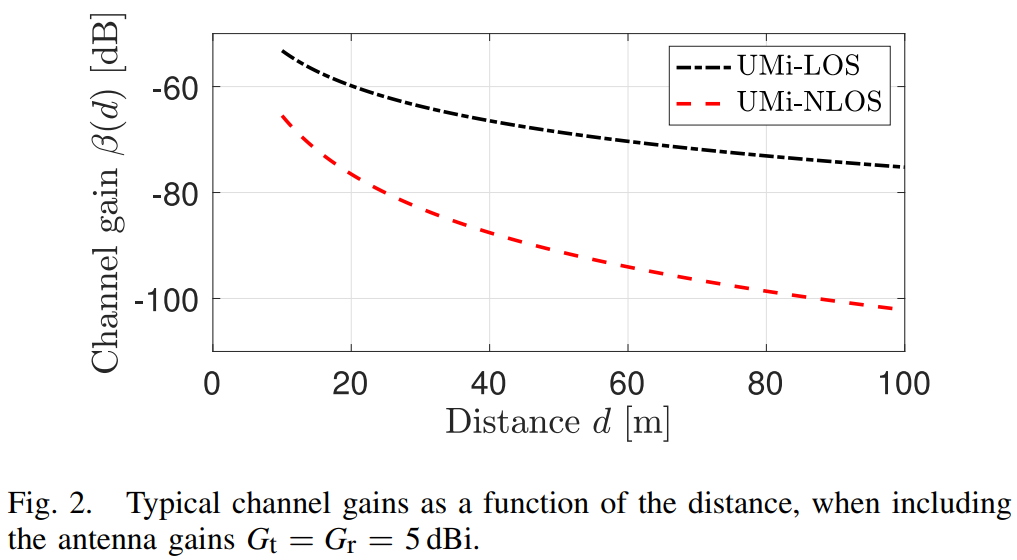 Channel gain β(d) [dB]
-60
-80
-100
UMi-LOS
UMi-NLOS
0 20 40 60 80 100
Distance d [m]
Fig. 2. Typical channel gains as a function of the distance, when including
the antenna gains Gt = Gr = 5 dBi.